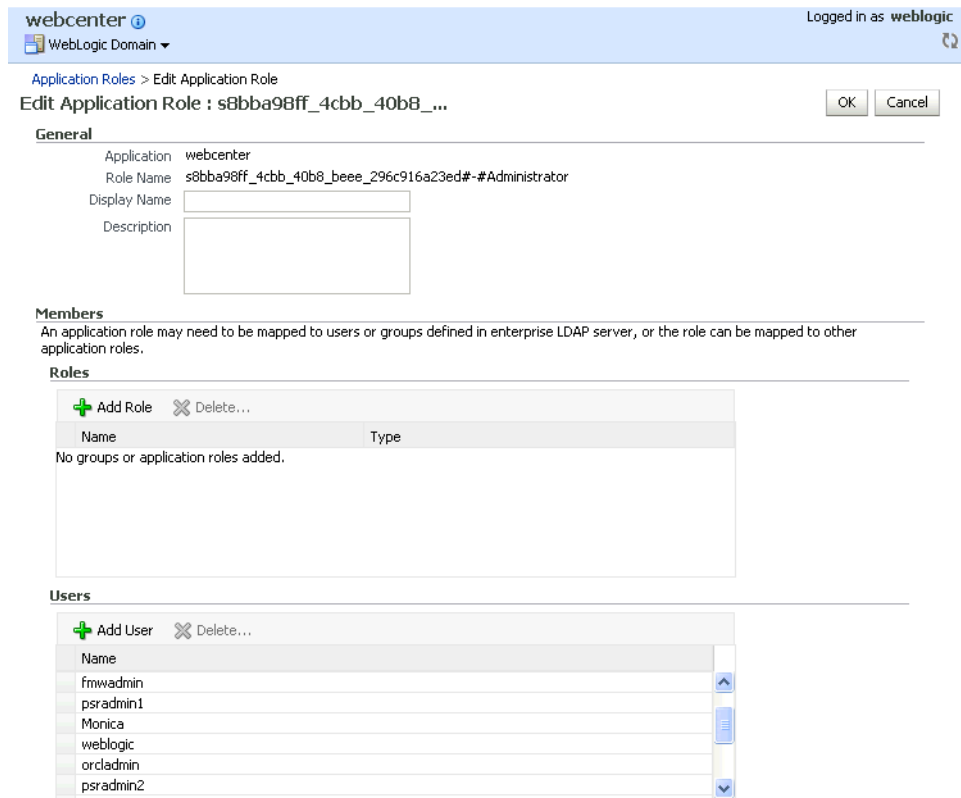 webcenter
Logged in as weblogic
WebLogic Domain
Application Roles > Edit Application Role
Edit Application Role : s8bba98ff_4cbb_40b8_...
OK Cancel
General
Application webcenter
Role Name s8bba98ff_4cbb_40b8_beee_296c916a23ed#-#Administrator
Display Name
Description
Members
An application role may need to be mapped to users or groups defined in enterprise LDAP server, or the role can be mapped to other
application roles.
Roles
Add Role Delete...
Name Type
No groups or application roles added.
Users
Add User Delete...
Name
fmwadmin
psradmin1
Monica
weblogic
orcladmin
psradmin2